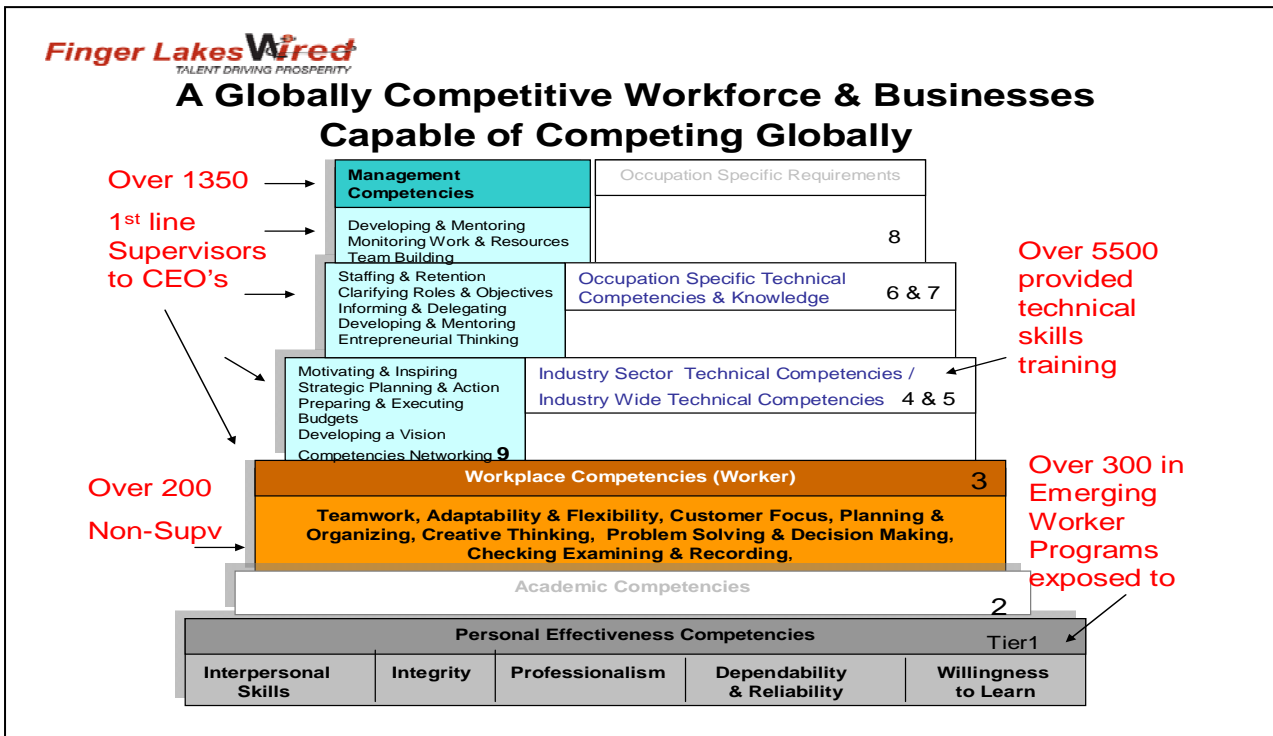 Finger Lakes Wired
TALENT DRIVING PROSPERITY
A Globally Competitive Workforce & Businesses
Capable of Competing Globally
Over 1350
1st line
Supervisors
to CEO's
Management
Competencies
Occupation Specific Requirements
Developing & Mentoring
Monitoring Work & Resources
Team Building
8
Staffing & Retention
Clarifying Roles & Objectives
Informing & Delegating
Developing & Mentoring
Entrepreneurial Thinking
Occupation Specific Technical
Competencies & Knowledge 6 & 7
Over 5500
provided
technical
skills
training
Motivating & Inspiring
Strategic Planning & Action
Preparing & Executing
Budgets
Developing a Vision
Competencies Networking 9
Industry Sector Technical Competencies /
Industry Wide Technical Competencies 4 & 5
Over 200
Non-Supv
Workplace Competencies (Worker) 3
Teamwork, Adaptability & Flexibility, Customer Focus, Planning &
Organizing, Creative Thinking, Problem Solving & Decision Making,
Checking Examining & Recording,
Over 300 in
Emerging
Worker
Programs
exposed to
Academic Competencies
2
Personal Effectiveness Competencies
Tier1
Interpersonal
Skills
Integrity
Professionalism
Dependability
& Reliability
Willingness
to Learn